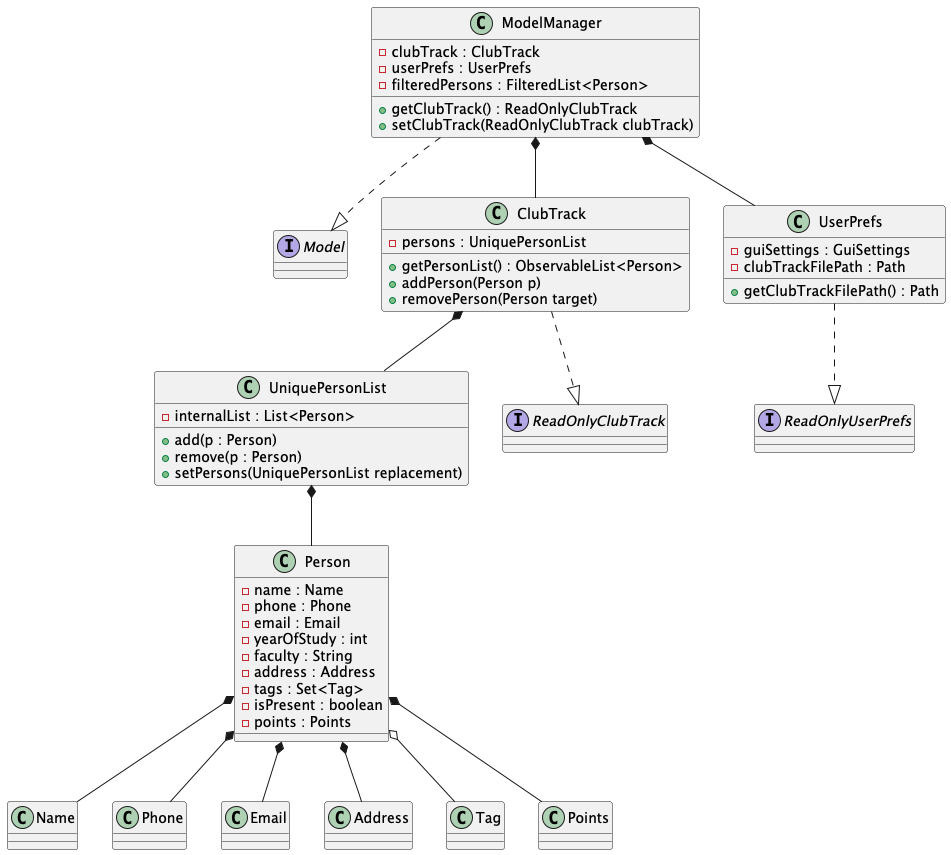 C ModelManager
clubTrack : ClubTrack
userPrefs : UserPrefs
filteredPersons : FilteredList<Person>
getClubTrack() : ReadOnlyClubTrack
setClubTrack(ReadOnlyClubTrack clubTrack)
I Model
C ClubTrack
persons : UniquePersonList
getPersonList() : ObservableList<Person>
addPerson(Person p)
removePerson(Person target)
C UserPrefs
guiSettings : GuiSettings
clubTrackFilePath : Path
getClubTrackFilePath() : Path
C UniquePersonList
internalList : List<Person>
add(p : Person)
remove(p : Person)
setPersons(UniquePersonList replacement)
I ReadOnlyClubTrack
I ReadOnlyUserPrefs
C Person
name : Name
phone : Phone
email : Email
yearOfStudy : int
faculty : String
address : Address
tags : Set<Tag>
isPresent : boolean
points : Points
C Name
C Phone
C Email
C Address
C Tag
C Points